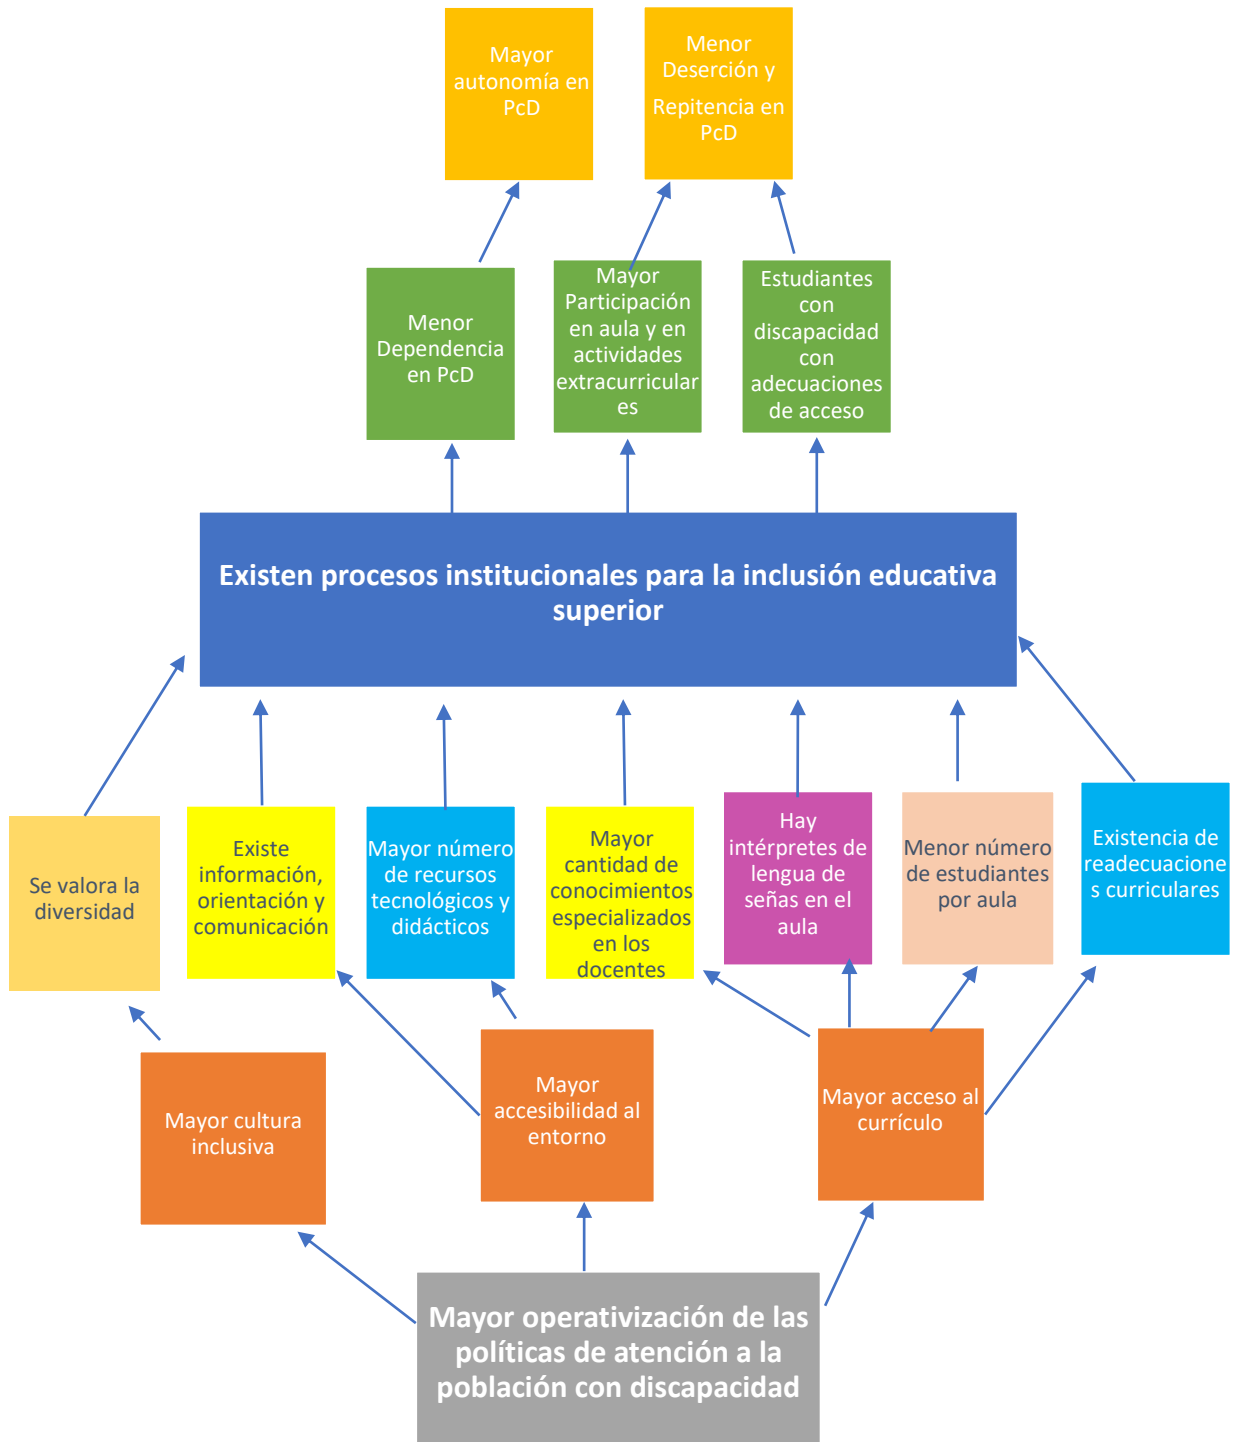 Mayor
autonomía en
PcD
Menor
Deserción y
Repitencia en
PcD
Menor
Dependencia
en PcD
Mayor
Participación
en aula y en
actividades
extracurricular
es
Estudiantes
con
discapacidad
con
adecuaciones
de acceso
Existen procesos institucionales para la inclusión educativa
superior
Se valora la
diversidad
Existe
información,
orientación y
comunicación
Mayor número
de recursos
tecnológicos y
didácticos
Mayor
cantidad de
conocimientos
especializados
en los
docentes
Hay
intérpretes de
lengua de
señas en el
aula
Menor número
de estudiantes
por aula
Existencia de
readecuacione
s curriculares
Mayor cultura
inclusiva
Mayor
accesibilidad al
entorno
Mayor acceso al
currículo
Mayor operativización de las
políticas de atención a la
población con discapacidad